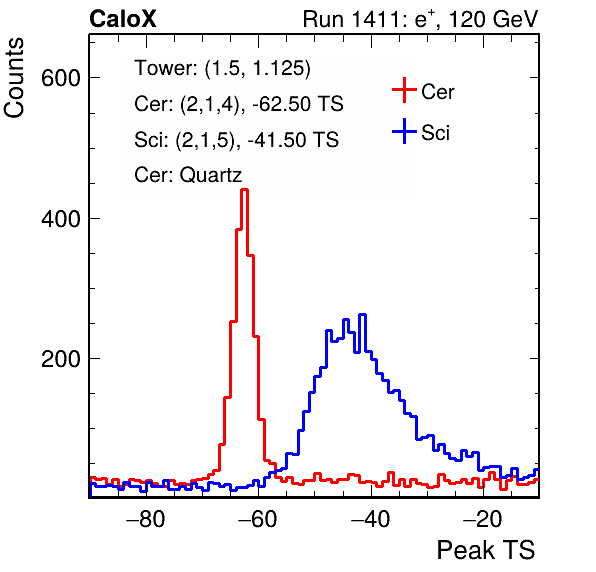 CaloX Run 1411: e⁺, 120 GeV
Counts
Tower: (1.5, 1.125)
Cer: (2,1,4), -62.50 TS
Sci: (2,1,5), -41.50 TS
Cer: Quartz
Cer
Sci
600
400
200
−80 −60 −40 −20
Peak TS